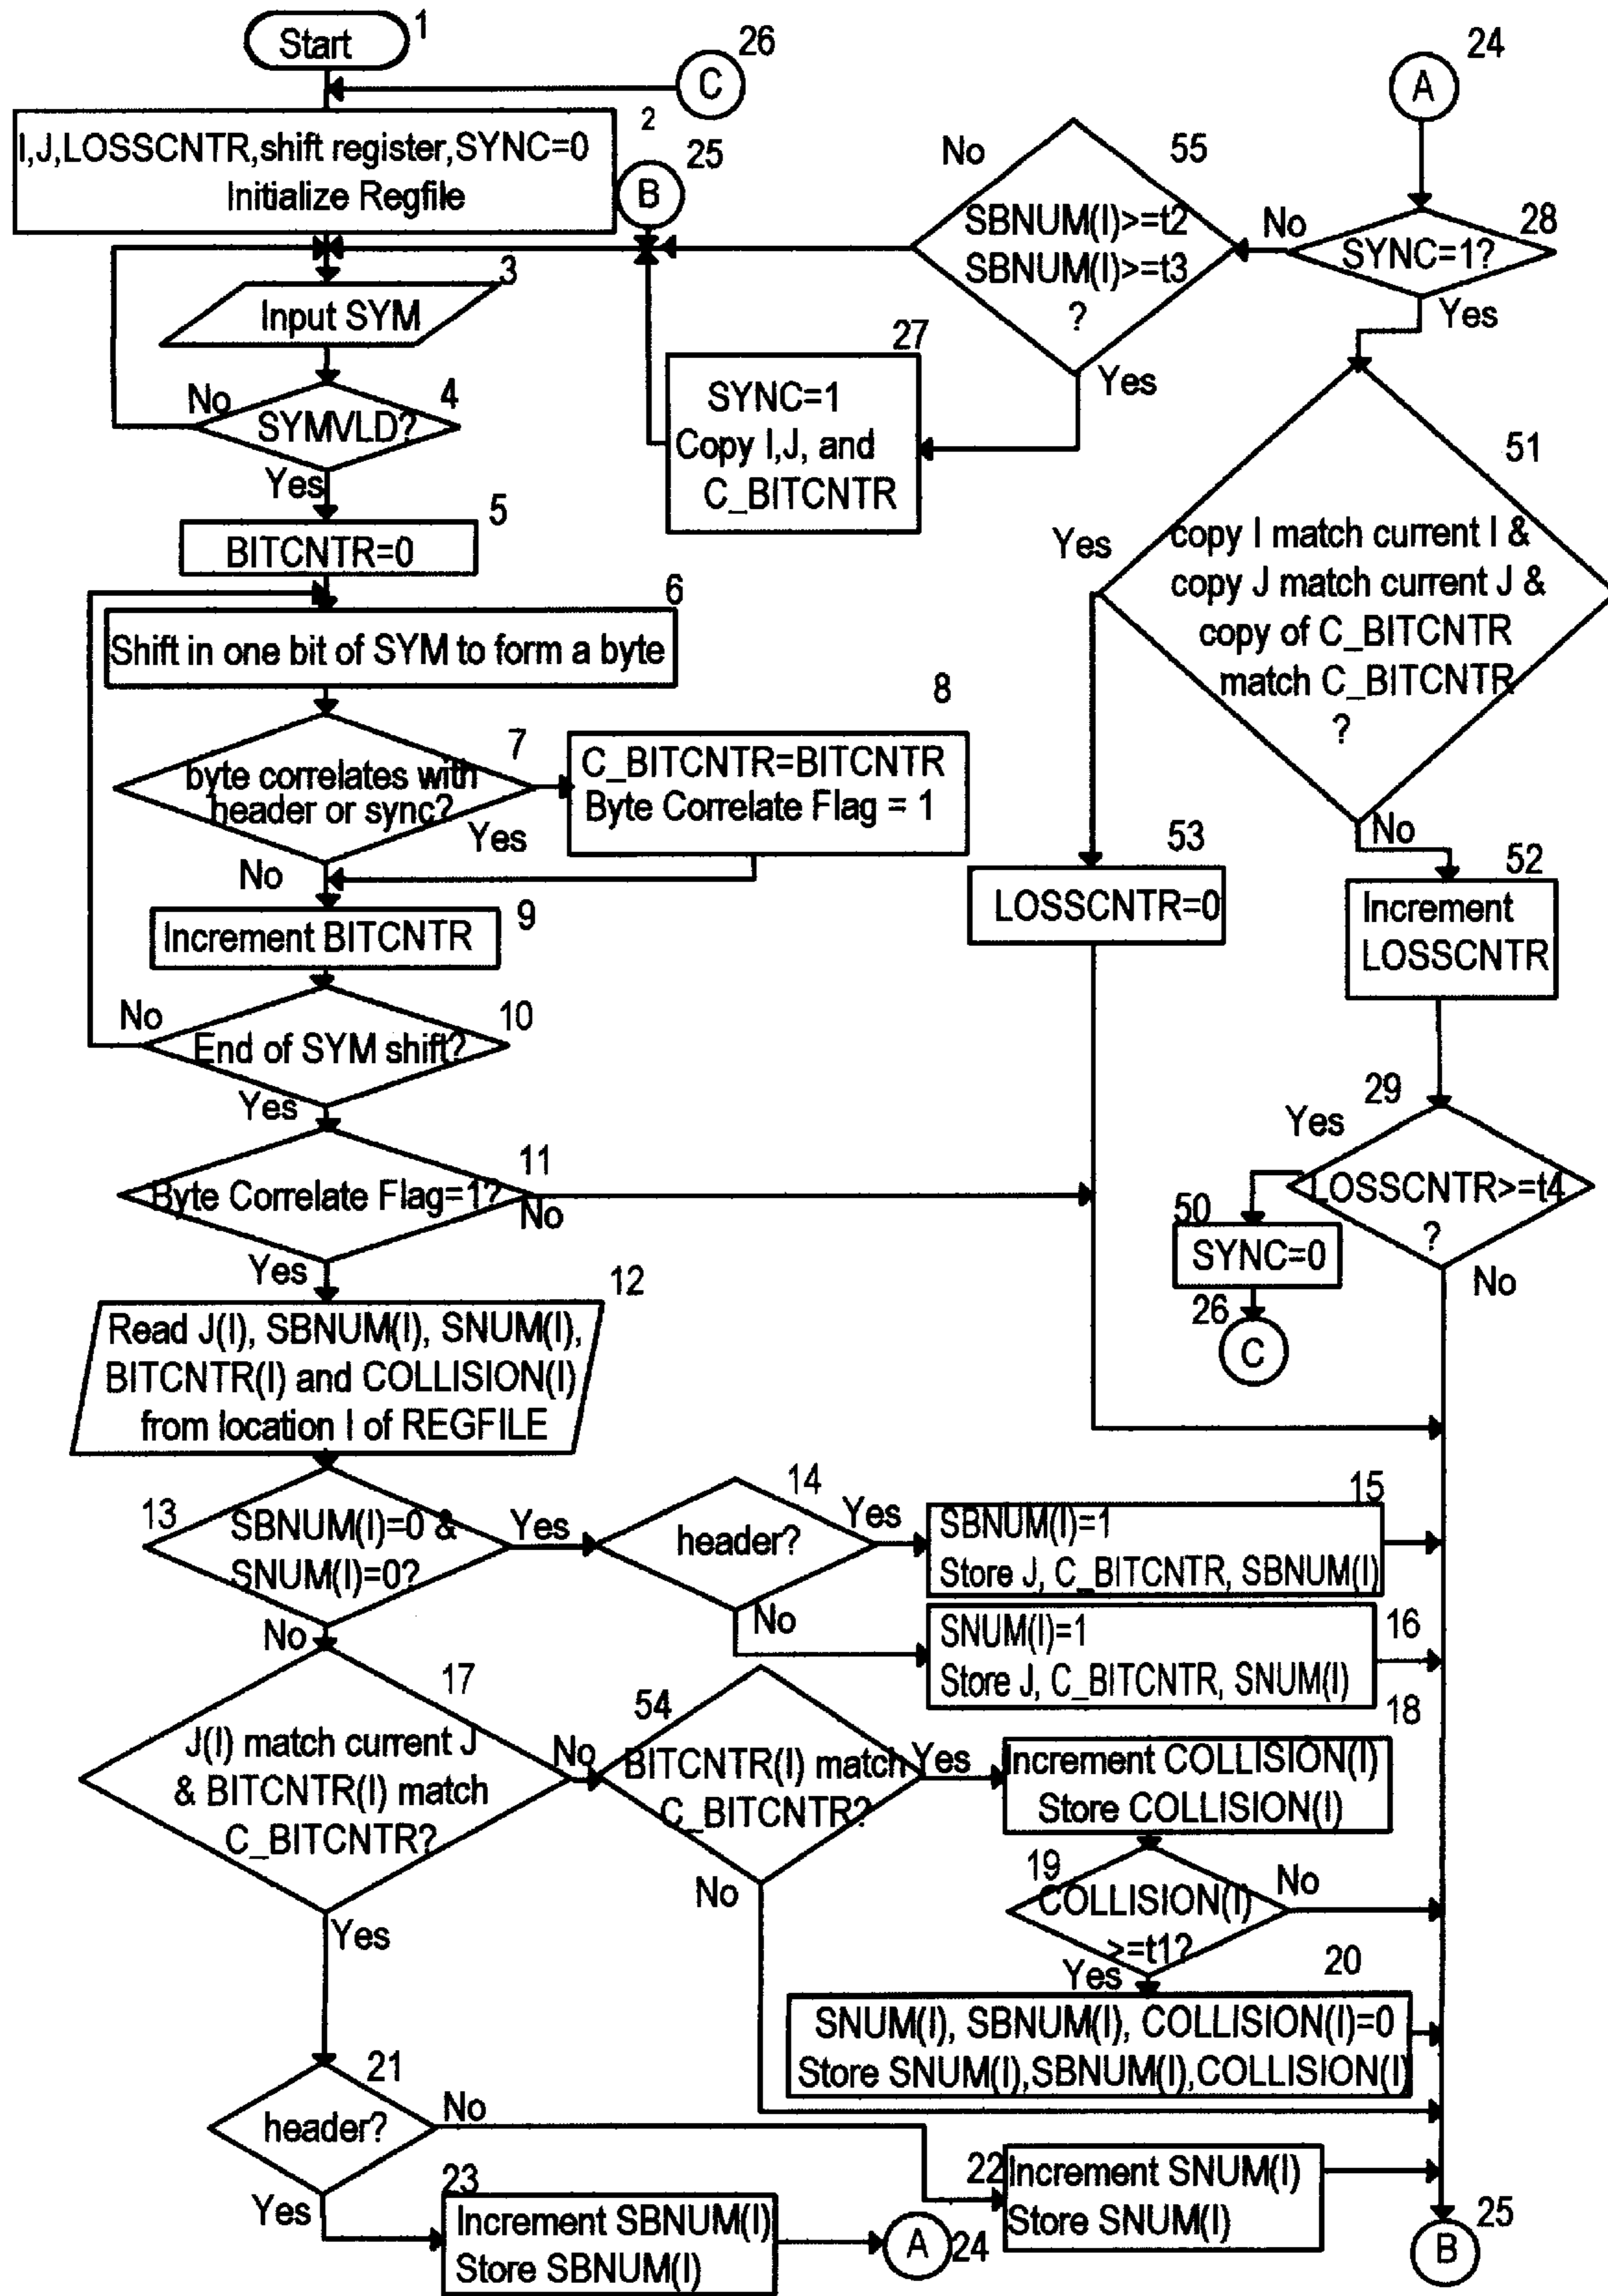 Start
1
C
26
A
24
I,J,LOSSCNTR,shift register,SYNC=0
Initialize Regfile
2
B
25
No
55
SBNUM(I)>=t2
SBNUM(I)>=t3
?
Yes
No
28
SYNC=1?
Yes
3
Input SYM
27
SYNC=1
Copy I,J, and
C_BITCNTR
No
4
SYMVLD?
Yes
51
Yes
copy I match current I &
copy J match current J &
copy of C_BITCNTR
match C_BITCNTR
?
No
5
BITCNTR=0
6
Shift in one bit of SYM to form a byte
7
byte correlates with
header or sync?
Yes
No
8
C_BITCNTR=BITCNTR
Byte Correlate Flag = 1
53
LOSSCNTR=0
52
Increment
LOSSCNTR
9
Increment BITCNTR
No
10
End of SYM shift?
Yes
29
Yes
LOSSCNTR>=t4
?
No
50
SYNC=0
26
C
11
Byte Correlate Flag=1?
No
Yes
12
Read J(I), SBNUM(I), SNUM(I),
BITCNTR(I) and COLLISION(I)
from location I of REGFILE
13
SBNUM(I)=0 &
SNUM(I)=0?
Yes
No
14
header?
Yes
No
15
SBNUM(I)=1
Store J, C_BITCNTR, SBNUM(I)
16
SNUM(I)=1
Store J, C_BITCNTR, SNUM(I)
17
J(I) match current J
& BITCNTR(I) match
C_BITCNTR?
No
Yes
54
BITCNTR(I) match
C_BITCNTR?
Yes
No
18
Increment COLLISION(I)
Store COLLISION(I)
19
COLLISION(I)
>=t1?
No
Yes
20
SNUM(I), SBNUM(I), COLLISION(I)=0
Store SNUM(I),SBNUM(I),COLLISION(I)
21
header?
No
Yes
22
Increment SNUM(I)
Store SNUM(I)
23
Increment SBNUM(I)
Store SBNUM(I)
A
24
B
25